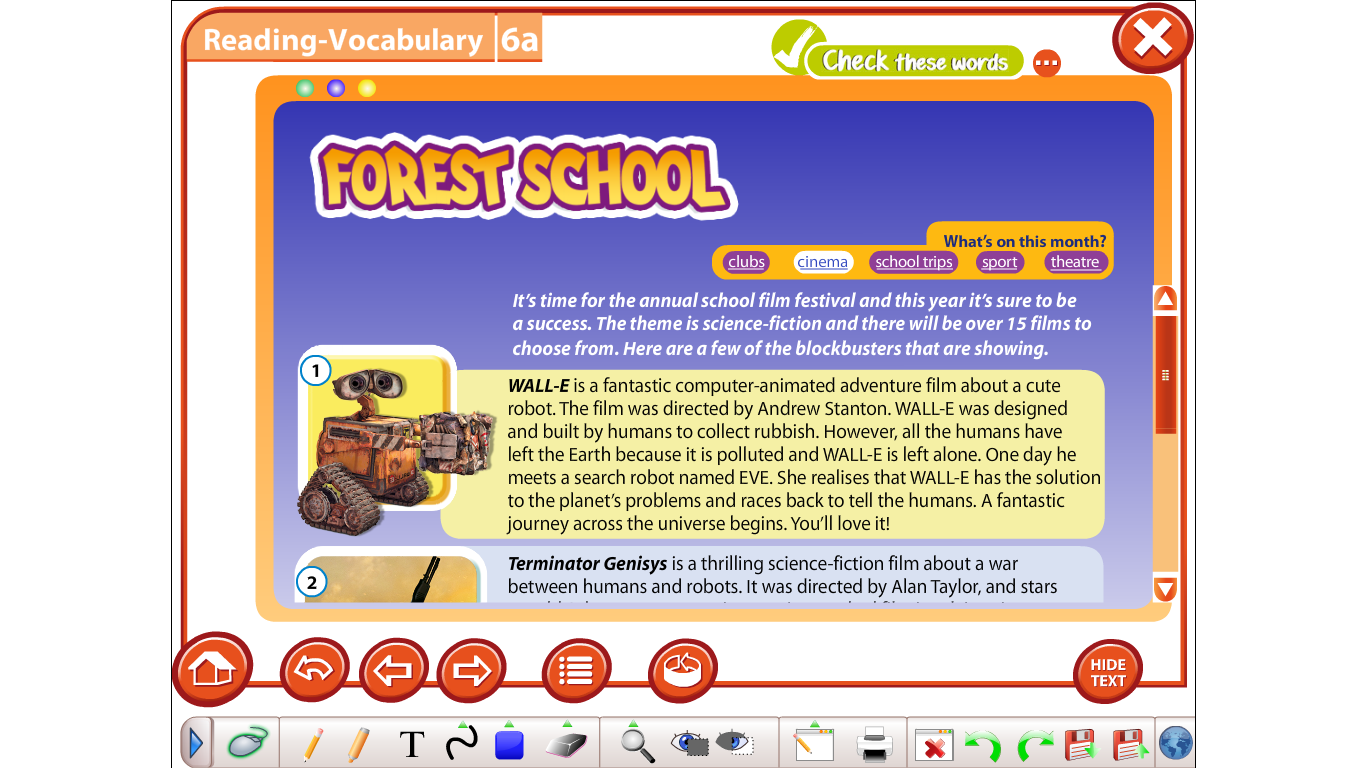 Reading-Vocabulary 6a
Check these words
FOREST SCHOOL
What's on this month?
clubs cinema school trips sport theatre
It's time for the annual school film festival and this year it's sure to be
a success. The theme is science-fiction and there will be over 15 films to
choose from. Here are a few of the blockbusters that are showing.
1
WALL-E is a fantastic computer-animated adventure film about a cute
robot. The film was directed by Andrew Stanton. WALL-E was designed
and built by humans to collect rubbish. However, all the humans have
left the Earth because it is polluted and WALL-E is left alone. One day he
meets a search robot named EVE. She realises that WALL-E has the solution
to the planet's problems and races back to tell the humans. A fantastic
journey across the universe begins. You'll love it!
2
Terminator Genisys is a thrilling science-fiction film about a war
between humans and robots. It was directed by Alan Taylor, and stars
HIDE
TEXT
T